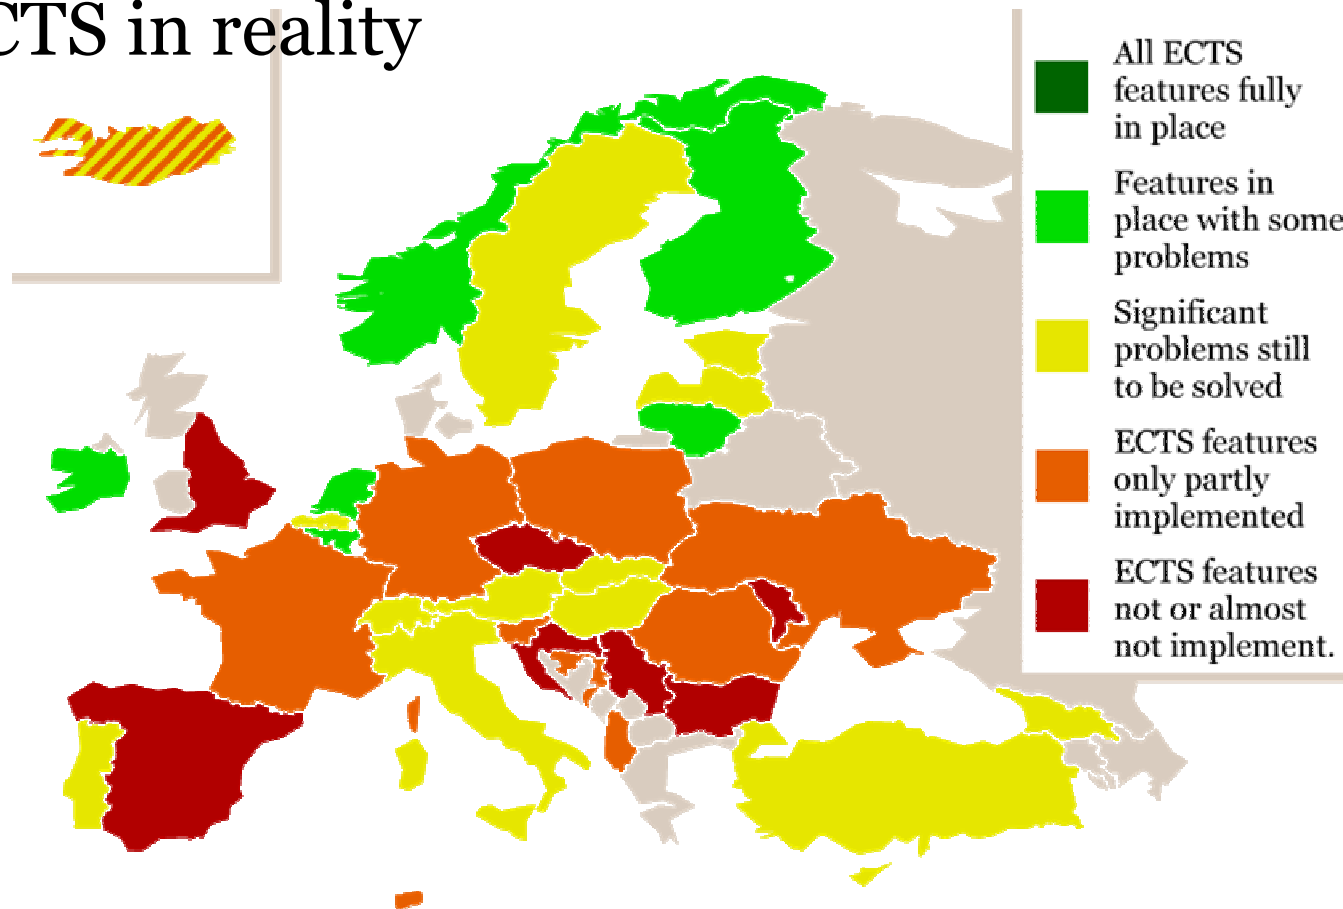 CTS in reality
All ECTS
features fully
in place
Features in
place with some
problems
Significant
problems still
to be solved
ECTS features
only partly
implemented
ECTS features
not or almost
not implement.